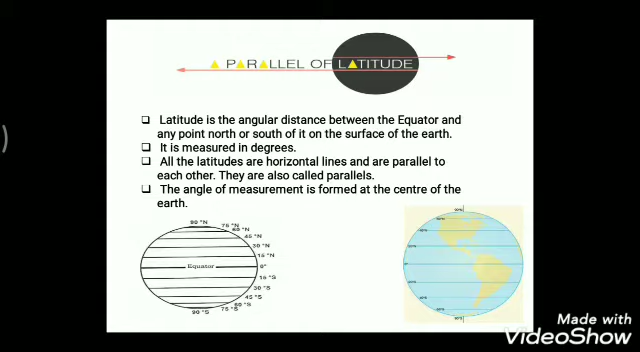 A PARALLEL OF LATITUDE
❑ Latitude is the angular distance between the Equator and
any point north or south of it on the surface of the earth.
❑ It is measured in degrees.
❑ All the latitudes are horizontal lines and are parallel to
each other. They are also called parallels.
❑ The angle of measurement is formed at the centre of the
earth.
90 °N
75 °N
60 °N
45 °N
30 °N
15 °N
Equator 0°
15 °S
30 °S
45 °S
60 °S
75 °S
90 °S
Made with
VideoShow